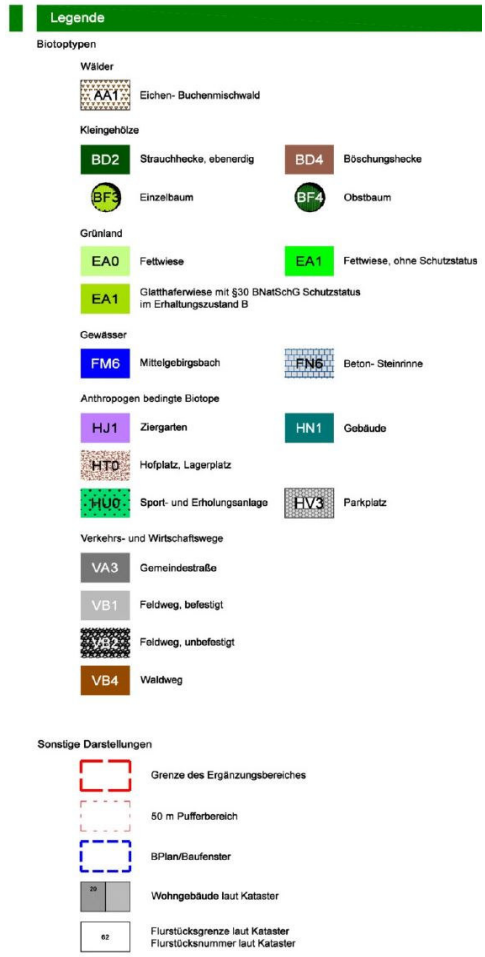 Legende
Biotoptypen
Wälder
AA1 Eichen- Buchenmischwald
Kleingehölze
BD2 Strauchhecke, ebenerdig BD4 Böschungshecke
BF3 Einzelbaum BF4 Obstbaum
Grünland
EA0 Fettwiese EA1 Fettwiese, ohne Schutzstatus
EA1 Glatthaferwiese mit §30 BNatSchG Schutzstatus
im Erhaltungszustand B
Gewässer
FM6 Mittelgebirgsbach FN6 Beton- Steinrinne
Anthropogen bedingte Biotope
HJ1 Ziergarten HN1 Gebäude
HT0 Hofplatz, Lagerplatz
HU0 Sport- und Erholungsanlage HV3 Parkplatz
Verkehrs- und Wirtschaftswege
VA3 Gemeindestraße
VB1 Feldweg, befestigt
VB2 Feldweg, unbefestigt
VB4 Waldweg
Sonstige Darstellungen
Grenze des Ergänzungsbereiches
50 m Pufferbereich
BPlan/Baufenster
29 Wohngebäude laut Kataster
62 Flurstücksgrenze laut Kataster
Flurstücksnummer laut Kataster